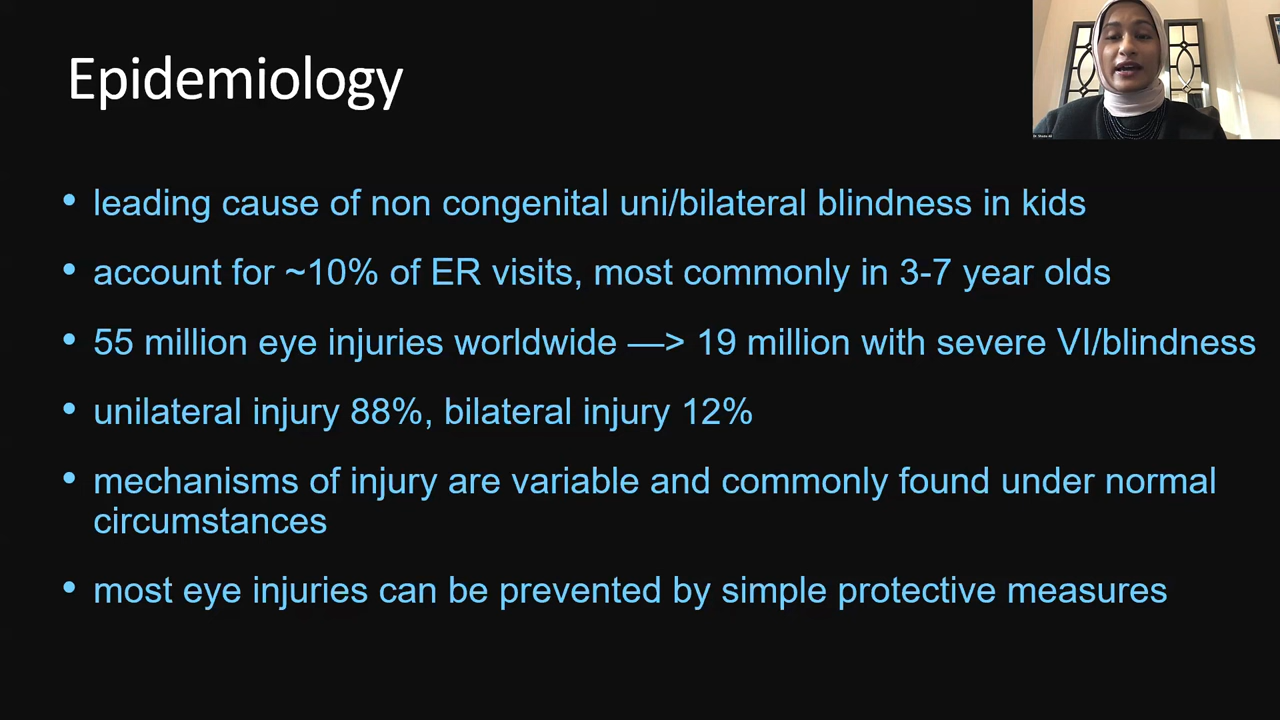 Epidemiology
• leading cause of non congenital uni/bilateral blindness in kids
• account for ~10% of ER visits, most commonly in 3-7 year olds
• 55 million eye injuries worldwide —> 19 million with severe VI/blindness
• unilateral injury 88%, bilateral injury 12%
• mechanisms of injury are variable and commonly found under normal
circumstances
• most eye injuries can be prevented by simple protective measures